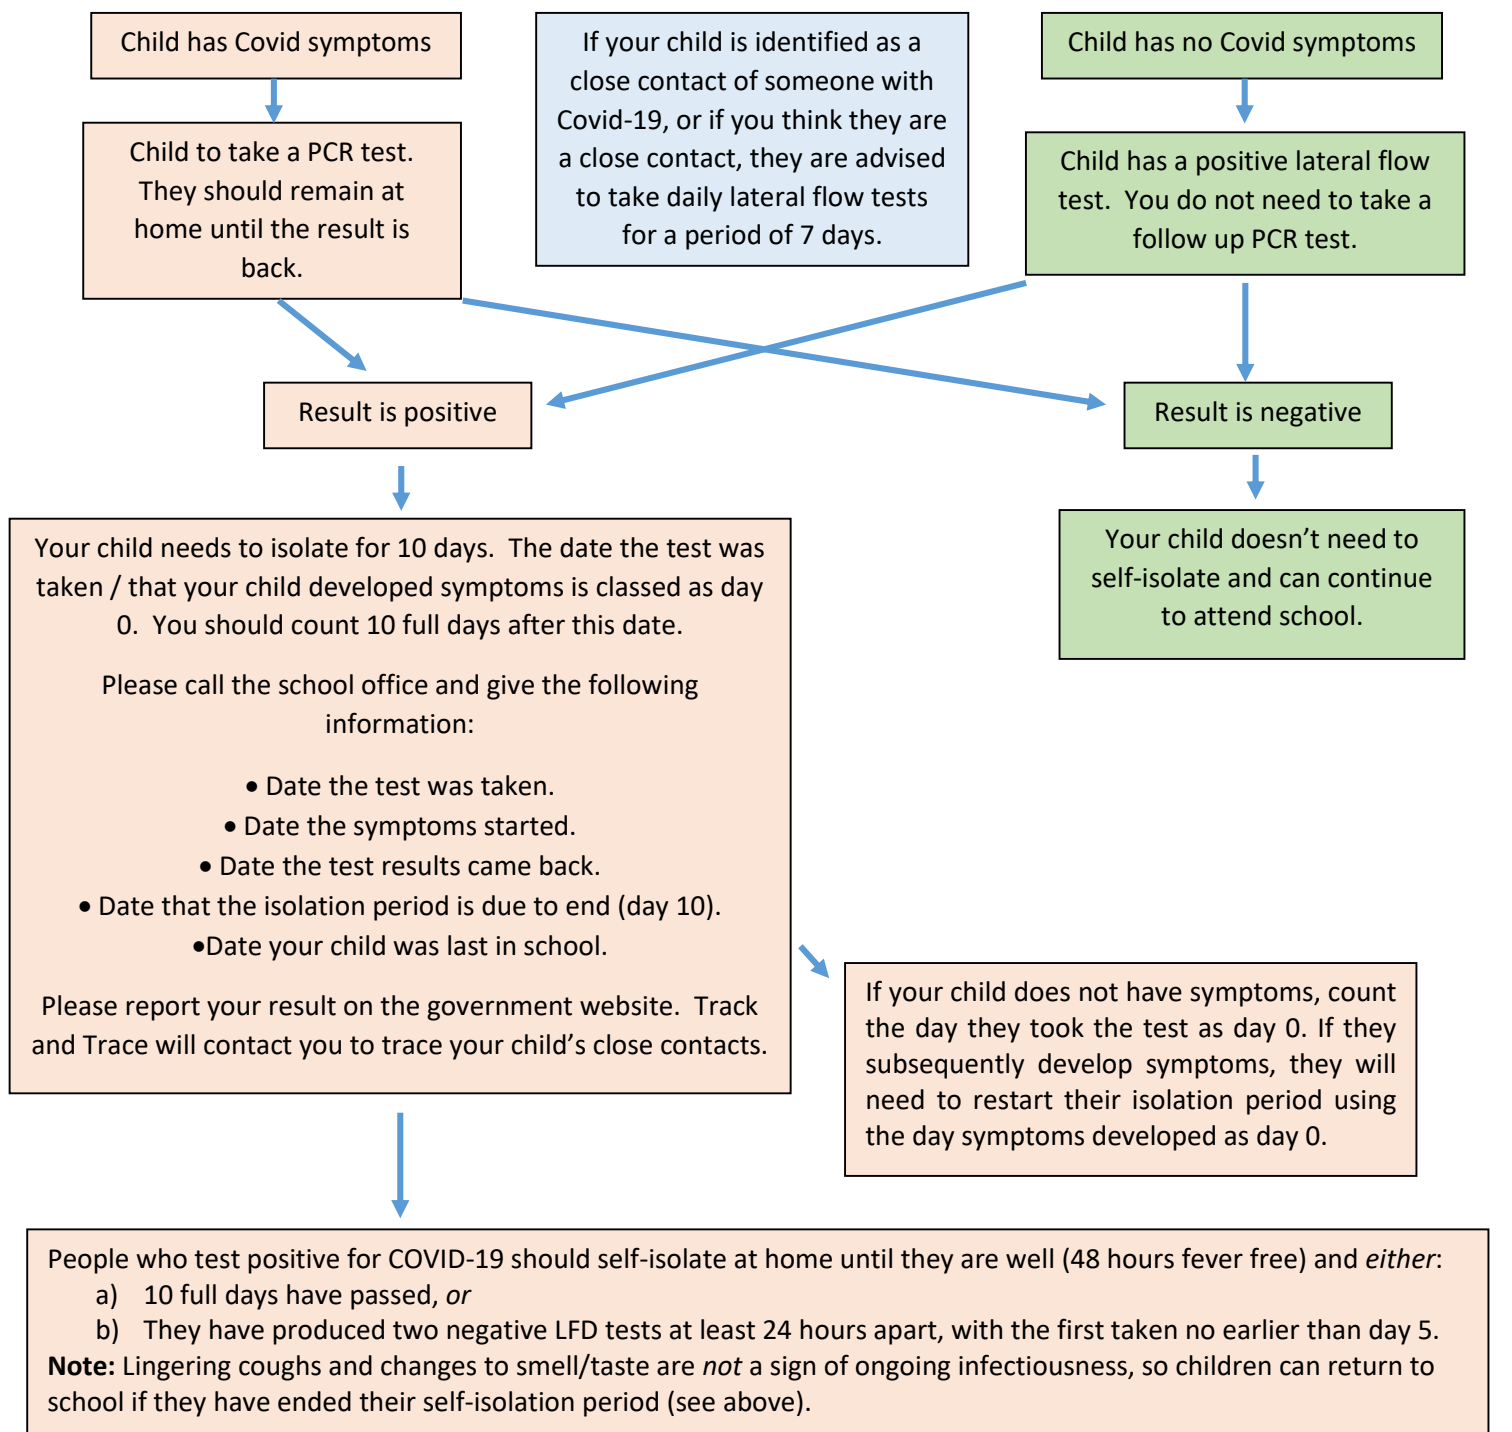 Child has Covid symptoms
If your child is identified as a
close contact of someone with
Covid-19, or if you think they are
a close contact, they are advised
to take daily lateral flow tests
for a period of 7 days.
Child has no Covid symptoms
Child to take a PCR test.
They should remain at
home until the result is
back.
Child has a positive lateral flow
test.  You do not need to take a
follow up PCR test.
Result is positive
Result is negative
Your child needs to isolate for 10 days.  The date the test was
taken / that your child developed symptoms is classed as day
0.  You should count 10 full days after this date.
Please call the school office and give the following
information:
• Date the test was taken.
• Date the symptoms started.
• Date the test results came back.
• Date that the isolation period is due to end (day 10).
•Date your child was last in school.
Please report your result on the government website.  Track
and Trace will contact you to trace your child’s close contacts.
Your child doesn’t need to
self-isolate and can continue
to attend school.
If your child does not have symptoms, count
the day they took the test as day 0. If they
subsequently develop symptoms, they will
need to restart their isolation period using
the day symptoms developed as day 0.
People who test positive for COVID-19 should self-isolate at home until they are well (48 hours fever free) and either:
a) 10 full days have passed, or
b) They have produced two negative LFD tests at least 24 hours apart, with the first taken no earlier than day 5.
Note: Lingering coughs and changes to smell/taste are not a sign of ongoing infectiousness, so children can return to
school if they have ended their self-isolation period (see above).